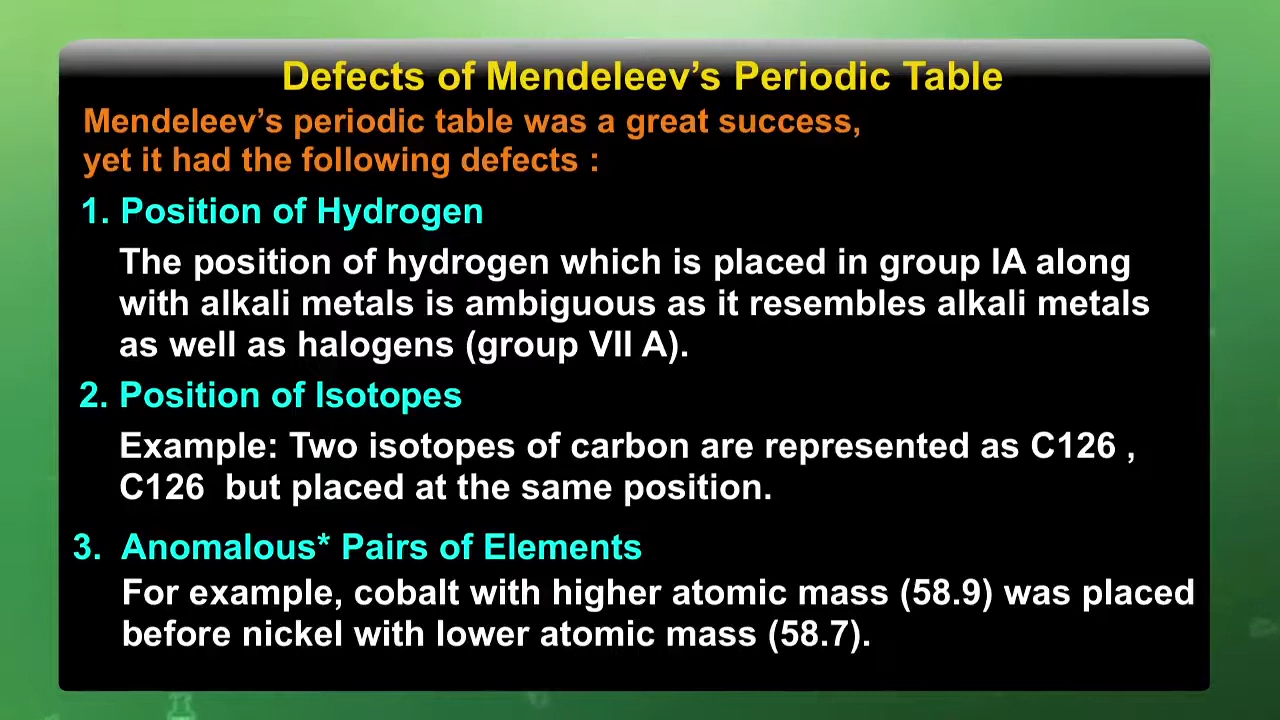 Defects of Mendeleev’s Periodic Table
Mendeleev’s periodic table was a great success,
yet it had the following defects :
1. Position of Hydrogen
The position of hydrogen which is placed in group IA along
with alkali metals is ambiguous as it resembles alkali metals
as well as halogens (group VII A).
2. Position of Isotopes
Example: Two isotopes of carbon are represented as C126 ,
C126 but placed at the same position.
3. Anomalous* Pairs of Elements
For example, cobalt with higher atomic mass (58.9) was placed
before nickel with lower atomic mass (58.7).